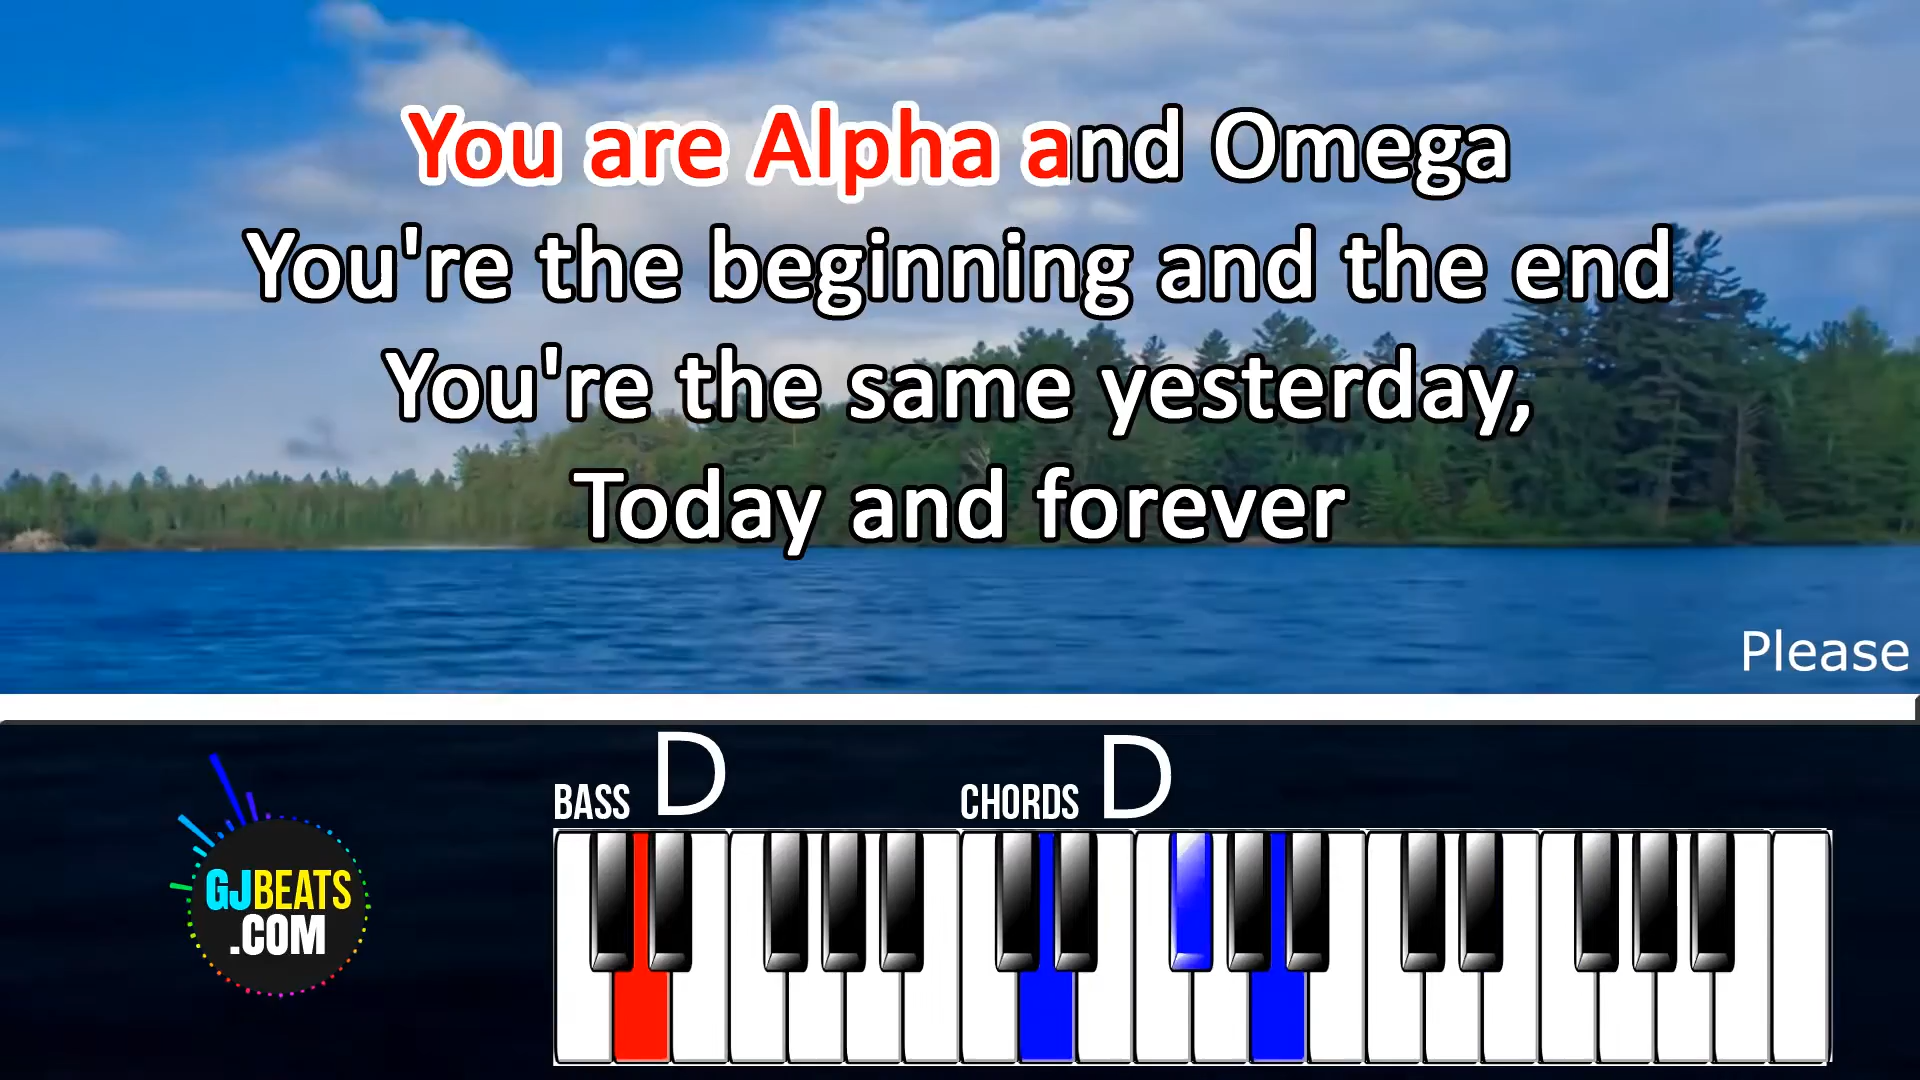 You are Alpha and Omega
You're the beginning and the end
You're the same yesterday,
Today and forever
Please
BASS D CHORDS D
GJBEATS
.COM